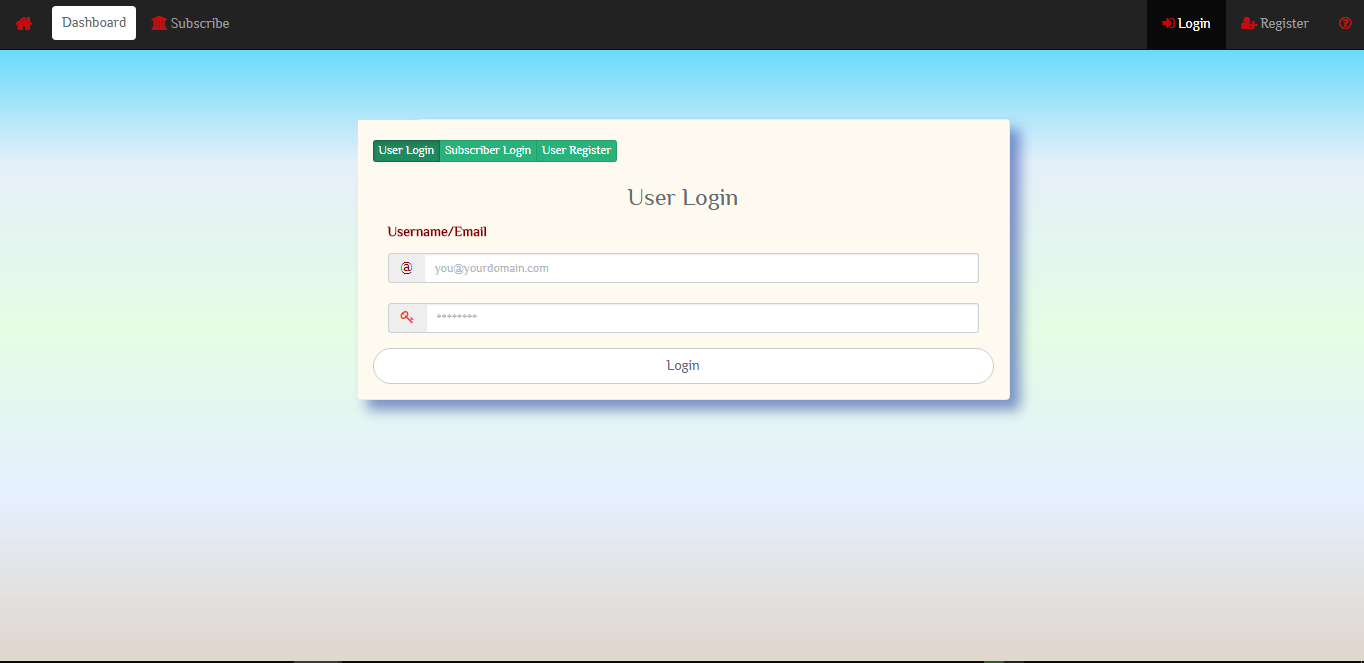 Dashboard Subscribe Login Register
User Login Subscriber Login User Register
User Login
Username/Email
@ you@yourdomain.com
********
Login